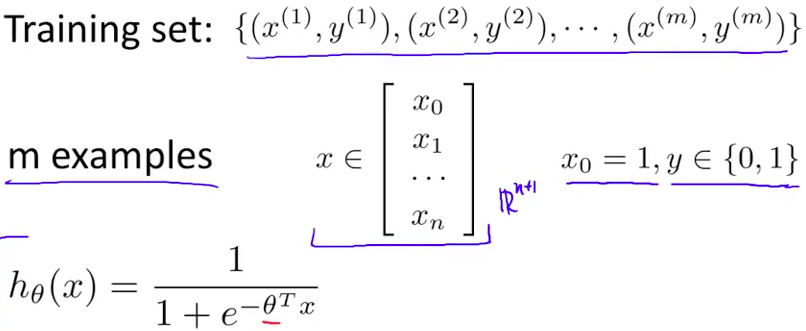 Training set: {(x^(1), y^(1)), (x^(2), y^(2)), ⋯ , (x^(m), y^(m))}
m examples x ∈ [x_0 x_1 ⋯ x_n] ℝ^{n+1} x_0 = 1, y ∈ {0, 1}
h_θ(x) = 1 / (1 + e^{−θ^T x})